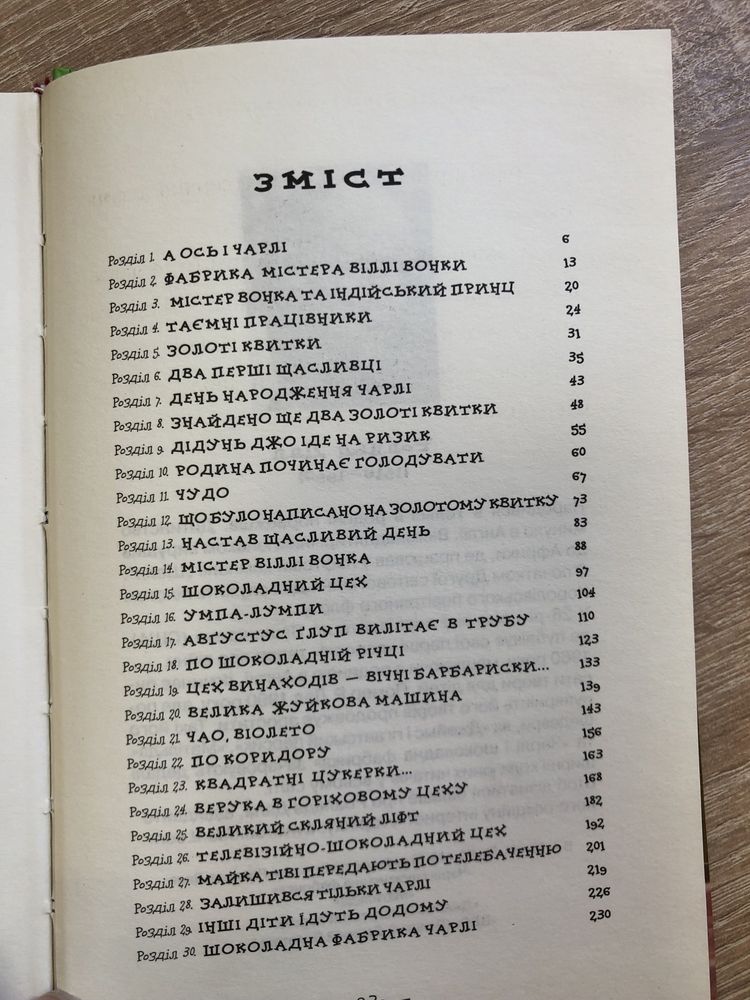 ЗМІСТ
Розділ 1. А ОСЬ І ЧАРЛІ 6
Розділ 2. ФАБРИКА МІСТЕРА ВІЛЛІ ВОНКИ 13
Розділ 3. МІСТЕР ВОНКА ТА ІНДІЙСЬКИЙ ПРИНЦ 20
Розділ 4. ТАЄМНІ ПРАЦІВНИКИ 24
Розділ 5. ЗОЛОТІ КВИТКИ 31
Розділ 6. ДВА ПЕРШІ ЩАСЛИВЦІ 35
Розділ 7. ДЕНЬ НАРОДЖЕННЯ ЧАРЛІ 43
Розділ 8. ЗНАЙДЕНО ЩЕ ДВА ЗОЛОТІ КВИТКИ 48
Розділ 9. ДІДУНЬ ДЖО ІДЕ НА РИЗИК 55
Розділ 10. РОДИНА ПОЧИНАЄ ГОЛОДУВАТИ 60
Розділ 11. ЧУДО 67
Розділ 12. ЩО БУЛО НАПИСАНО НА ЗОЛОТОМУ КВИТКУ 73
Розділ 13. НАСТАВ ЩАСЛИВИЙ ДЕНЬ 83
Розділ 14. МІСТЕР ВІЛЛІ ВОНКА 88
Розділ 15. ШОКОЛАДНИЙ ЦЕХ 97
Розділ 16. УМПА-ЛУМПИ 104
Розділ 17. АВҐУСТУС ҐЛУП ВИЛІТАЄ В ТРУБУ 110
Розділ 18. ПО ШОКОЛАДНІЙ РІЧЦІ 123
Розділ 19. ЦЕХ ВИНАХОДІВ — ВІЧНІ БАРБАРИСКИ... 133
Розділ 20. ВЕЛИКА ЖУЙКОВА МАШИНА 139
Розділ 21. ЧАО, ВІОЛЕТО 143
Розділ 22. ПО КОРИДОРУ 156
Розділ 23. КВАДРАТНІ ЦУКЕРКИ... 163
Розділ 24. ВЕРУКА В ГОРІХОВОМУ ЦЕХУ 168
Розділ 25. ВЕЛИКИЙ СКЛЯНИЙ ЛІФТ 182
Розділ 26. ТЕЛЕВІЗІЙНО-ШОКОЛАДНИЙ ЦЕХ 192
Розділ 27. МАЙКА ТІВІ ПЕРЕДАЮТЬ ПО ТЕЛЕБАЧЕННЮ 201
Розділ 28. ЗАЛИШИВСЯ ТІЛЬКИ ЧАРЛІ 219
Розділ 29. ІНШІ ДІТИ ЇДУТЬ ДОДОМУ 226
Розділ 30. ШОКОЛАДНА ФАБРИКА ЧАРЛІ 230